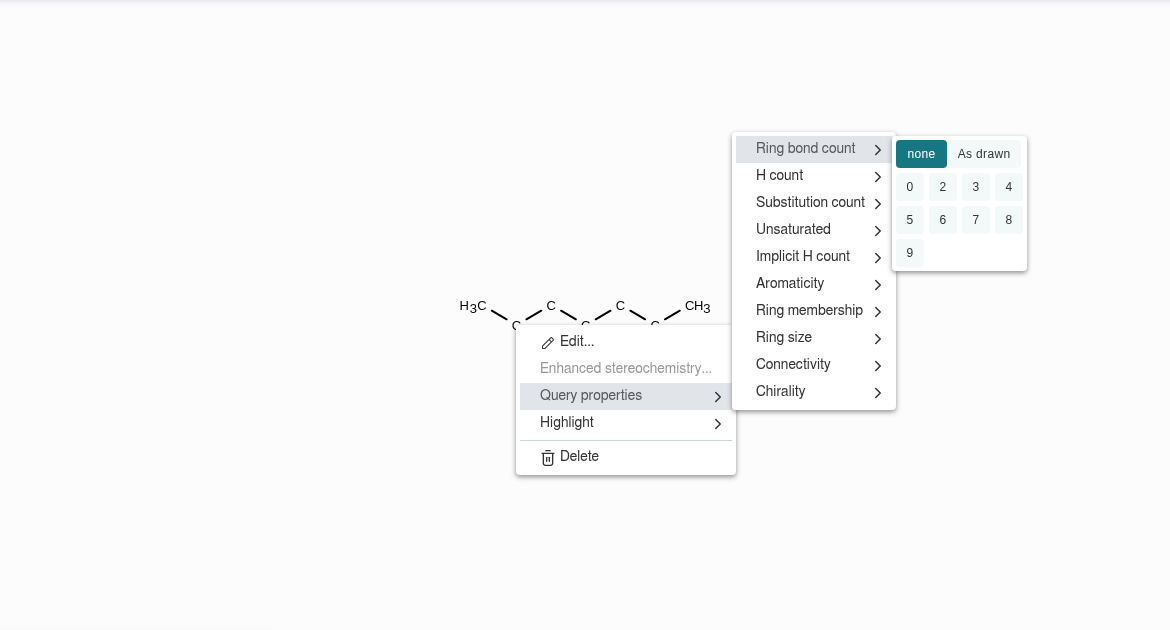 H3C
C
C
CH3
C
C
C
Edit...
Enhanced stereochemistry...
Query properties
Highlight
Delete
Ring bond count
H count
Substitution count
Unsaturated
Implicit H count
Aromaticity
Ring membership
Ring size
Connectivity
Chirality
none As drawn
0 2 3 4
5 6 7 8
9